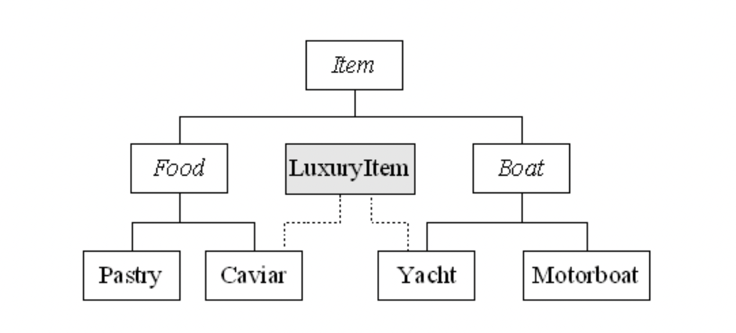 Item
Food
LuxuryItem
Boat
Pastry
Caviar
Yacht
Motorboat